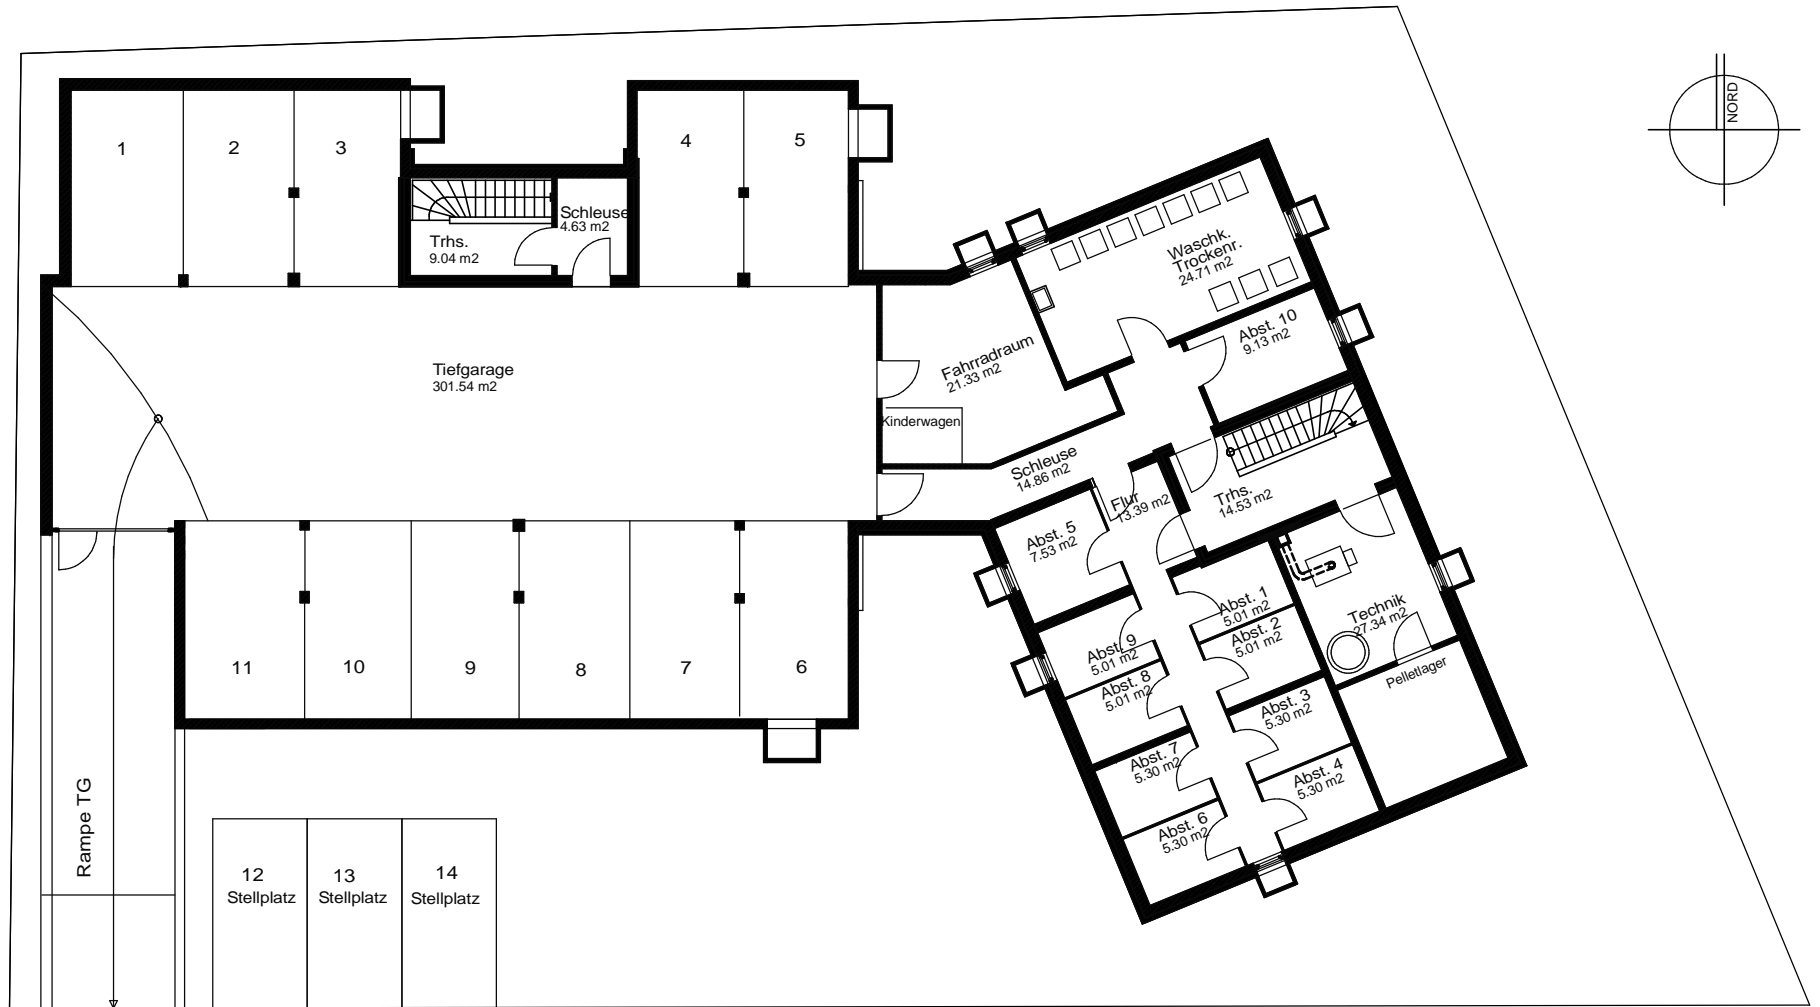 NORD
1
2
3
4
5
Schleuse
4.63 m2
Trhs.
9.04 m2
Waschk.
Trockenr.
24.71 m2
Abst. 10
9.13 m2
Fahrradraum
21.33 m2
Tiefgarage
301.54 m2
Kinderwagen
Schleuse
14.86 m2
Flur
13.39 m2
Trhs.
14.53 m2
Abst. 5
7.53 m2
Abst. 1
5.01 m2
Abst. 2
5.01 m2
Technik
27.34 m2
Abst. 9
5.01 m2
Abst. 8
5.01 m2
Pelletlager
11
10
9
8
7
6
Abst. 3
5.30 m2
Abst. 7
5.30 m2
Abst. 4
5.30 m2
Abst. 6
5.30 m2
Rampe TG
12
Stellplatz
13
Stellplatz
14
Stellplatz